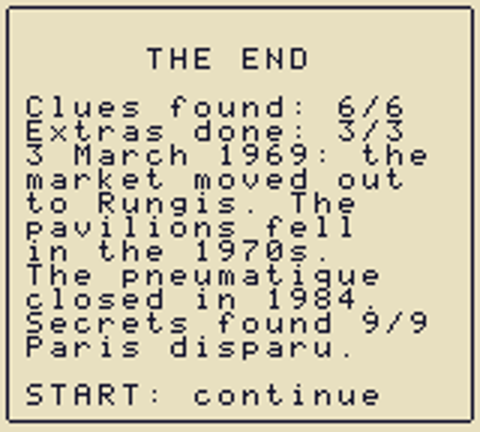 THE END
Clues found: 6/6
Extras done: 3/3
3 March 1969: the
market moved out
to Rungis. The
pavilions fell
in the 1970s.
The pneumatique
closed in 1984.
Secrets found 9/9
Paris disparu.
START: continue